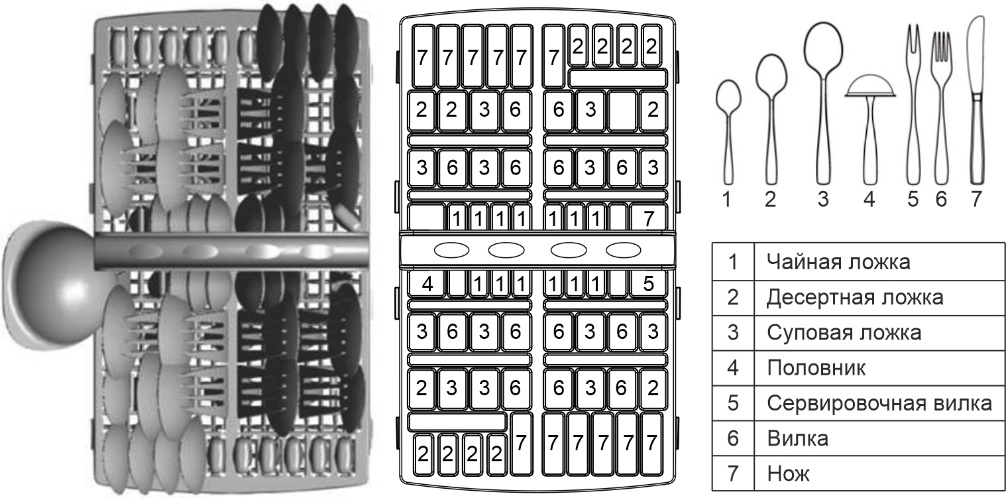 7 7 7 7 7 7 2 2 2 2
2 2 3 6 6 3 2
3 6 3 6 6 3 6 3
1 1 1 1 1 1 1 7
4 1 1 1 1 1 1 5
3 3 6 6 6 3 6 3
2 3 3 6 6 3 6 2
2 2 2 2 7 7 7 7 7 7
1 2 3 4 5 6 7
1 Чайная ложка
2 Десертная ложка
3 Суповая ложка
4 Половник
5 Сервировочная вилка
6 Вилка
7 Нож